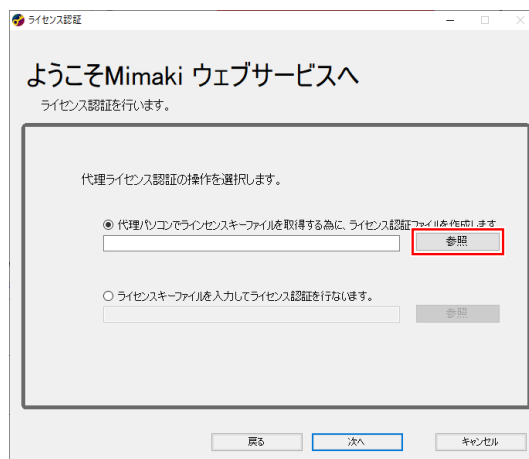 ライセンス認証
ようこそMimaki ウェブサービスへ
ライセンス認証を行います。
代理ライセンス認証の操作を選択します。
代理パソコンでラインセンスキーファイルを取得する為に、ライセンス認証ファイルを作成します
参照
ライセンスキーファイルを入力してライセンス認証を行ないます。
参照
戻る
次へ
キャンセル